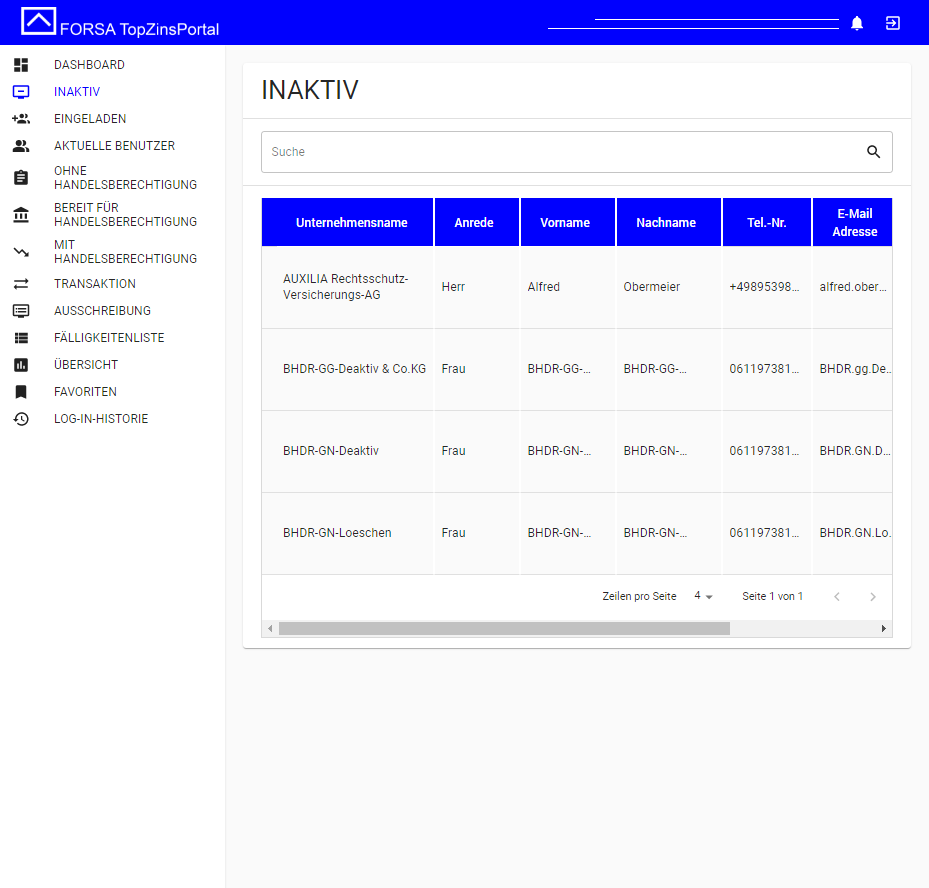 FORSA TopZinsPortal
DASHBOARD
INAKTIV
EINGELADEN
AKTUELLE BENUTZER
OHNE
HANDELSBERECHTIGUNG
BEREIT FÜR
HANDELSBERECHTIGUNG
MIT
HANDELSBERECHTIGUNG
TRANSAKTION
AUSSCHREIBUNG
FÄLLIGKEITENLISTE
ÜBERSICHT
FAVORITEN
LOG-IN-HISTORIE
INAKTIV
Suche
Unternehmensname Anrede Vorname Nachname Tel.-Nr. E-Mail Adresse
AUXILIA Rechtsschutz-
Versicherungs-AG Herr Alfred Obermeier +49895398... alfred.ober...
BHDR-GG-Deaktiv & Co.KG Frau BHDR-GG-... BHDR-GG-...061197381... BHDR.gg.De...
BHDR-GN-Deaktiv Frau BHDR-GN-... BHDR-GN-... 061197381... BHDR.GN.D...
BHDR-GN-Loeschen Frau BHDR-GN-... BHDR-GN-... 061197381... BHDR.GN.Lo...
Zeilen pro Seite 4 Seite 1 von 1